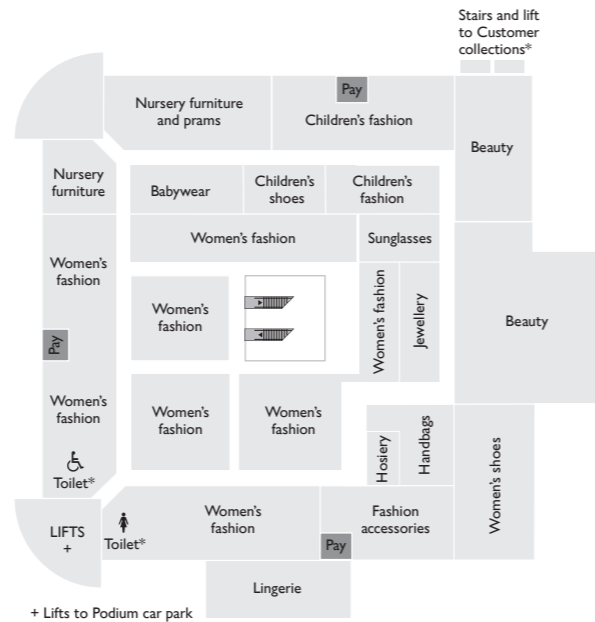 Stairs and lift
to Customer
collections*
Pay
Nursery furniture
and prams
Children's fashion
Beauty
Nursery
furniture
Babywear
Children's
shoes
Children's
fashion
Women's fashion
Sunglasses
Women's
fashion
Women's
fashion
Women's fashion
Jewellery
Beauty
Pay
Women's
fashion
Women's
fashion
Women's
fashion
Hosiery
Handbags
Women's shoes
Toilet*
LIFTS
+
Toilet*
Women's
fashion
Fashion
accessories
Pay
Lingerie
+ Lifts to Podium car park